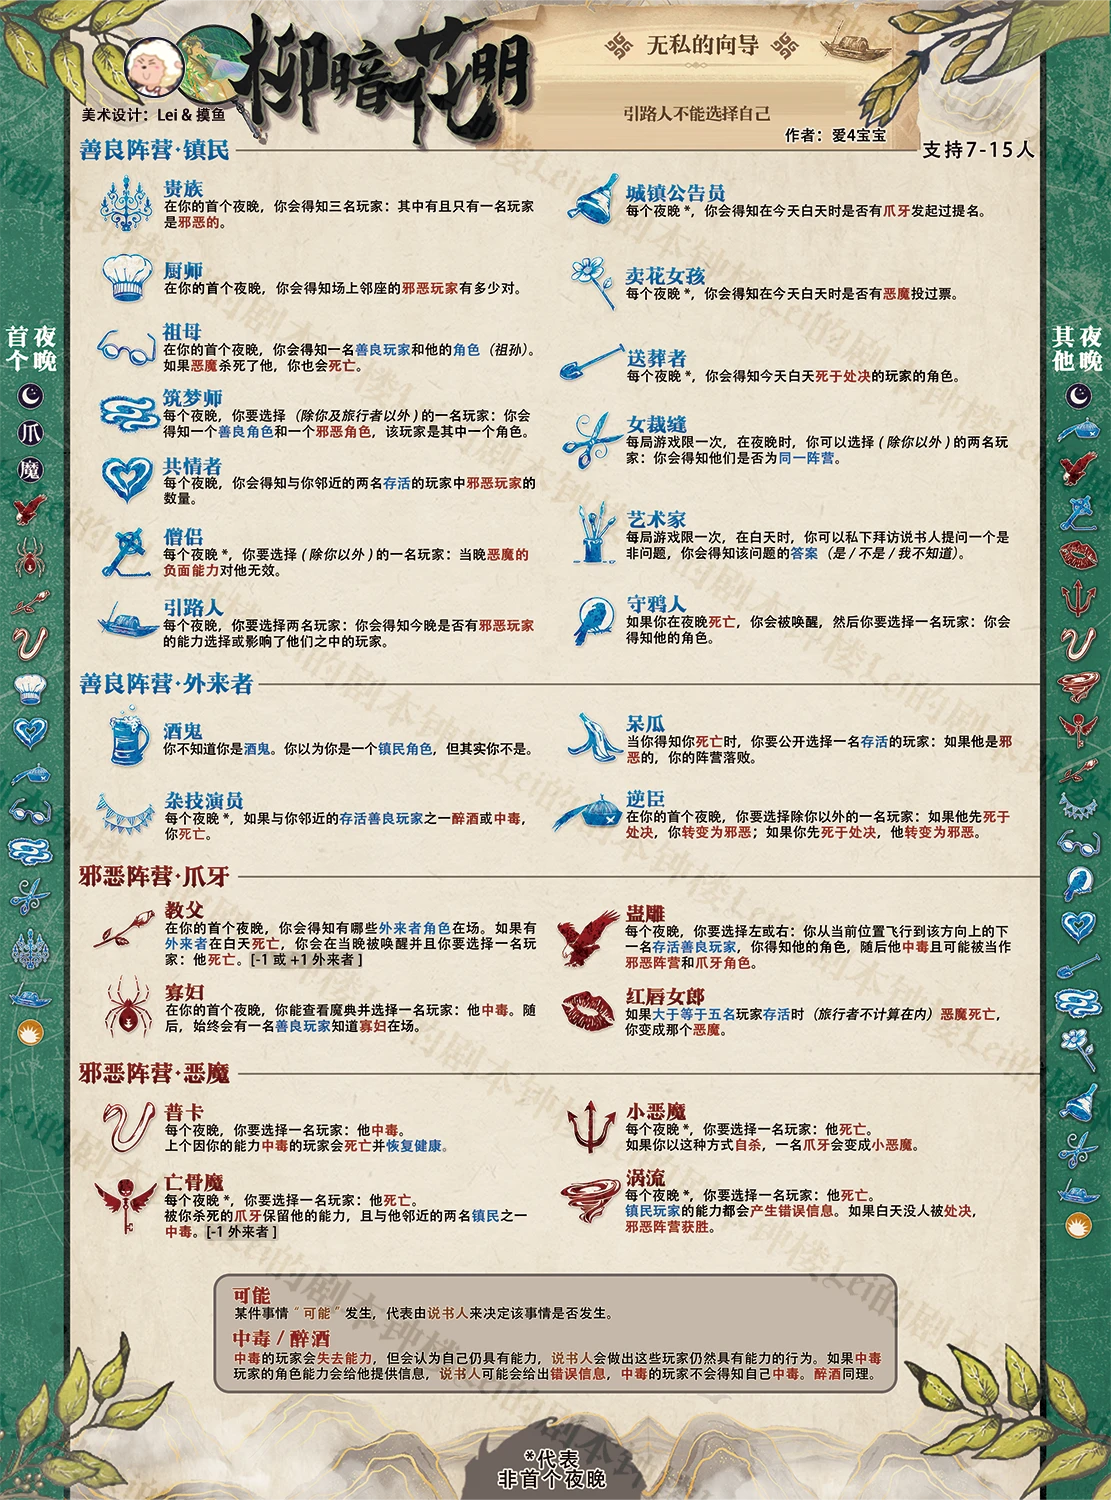 柳暗花明
美术设计：Lei & 摸鱼
无私的向导
引路人不能选择自己
作者：爱4宝宝
支持7-15人
首个夜晚
爪
魔
其他夜晚
善良阵营·镇民
贵族
在你的首个夜晚，你会得知三名玩家：其中有且只有一名玩家
是邪恶的。
厨师
在你的首个夜晚，你会得知场上邻座的邪恶玩家有多少对。
祖母
在你的首个夜晚，你会得知一名善良玩家和他的角色（祖孙）。
如果恶魔杀死了他，你也会死亡。
筑梦师
每个夜晚，你要选择（除你及旅行者以外）的一名玩家：你会
得知一个善良角色和一个邪恶角色，该玩家是其中一个角色。
共情者
每个夜晚，你会得知与你邻近的两名存活的玩家中邪恶玩家的
数量。
僧侣
每个夜晚*，你要选择（除你以外）的一名玩家：当晚恶魔的
负面能力对他无效。
引路人
每个夜晚，你要选择两名玩家：你会得知今晚是否有邪恶玩家
的能力选择或影响了他们之中的玩家。
城镇公告员
每个夜晚*，你会得知在今天白天时是否有爪牙发起过提名。
卖花女孩
每个夜晚*，你会得知在今天白天时是否有恶魔投过票。
送葬者
每个夜晚*，你会得知今天白天死于处决的玩家的角色。
女裁缝
每局游戏限一次，在夜晚时，你可以选择（除你以外）的两名玩
家：你会得知他们是否为同一阵营。
艺术家
每局游戏限一次，在白天时，你可以私下拜访说书人提问一个是
非问题，你会得知该问题的答案（是/不是/我不知道）。
守鸦人
如果你在夜晚死亡，你会被唤醒，然后你要选择一名玩家：你会
得知他的角色。
善良阵营·外来者
酒鬼
你不知道你是酒鬼。你以为你是一个镇民角色，但其实你不是。
杂技演员
每个夜晚*，如果与你邻近的存活善良玩家之一醉酒或中毒，
你死亡。
呆瓜
当你得知你死亡时，你要公开选择一名存活的玩家：如果他是邪
恶的，你的阵营落败。
逆臣
在你的首个夜晚，你要选择除你以外的一名玩家：如果他先死于
处决，你转变为邪恶；如果你先死于处决，他转变为邪恶。
邪恶阵营·爪牙
教父
在你的首个夜晚，你会得知有哪些外来者角色在场。如果有
外来者在白天死亡，你会在当晚被唤醒并且你要选择一名玩
家：他死亡。[-1 或 +1 外来者]
寡妇
在你的首个夜晚，你能查看魔典并选择一名玩家：他中毒。随
后，始终会有一名善良玩家知道寡妇在场。
蛊雕
每个夜晚，你要选择左或右：你从当前位置飞行到该方向上的下
一名存活善良玩家，你得知他的角色，随后他中毒且可能被当作
邪恶阵营和爪牙角色。
红唇女郎
如果大于等于五名玩家存活时（旅行者不计算在内）恶魔死亡，
你变成那个恶魔。
邪恶阵营·恶魔
普卡
每个夜晚，你要选择一名玩家：他中毒。
上个因你的能力中毒的玩家会死亡并恢复健康。
亡骨魔
每个夜晚*，你要选择一名玩家：他死亡。
被你杀死的爪牙保留他的能力，且与他邻近的两名镇民之一
中毒。[-1 外来者]
小恶魔
每个夜晚*，你要选择一名玩家：他死亡。
如果你以这种方式自杀，一名爪牙会变成小恶魔。
涡流
每个夜晚*，你要选择一名玩家：他死亡。
镇民玩家的能力都会产生错误信息。如果白天没人被处决，
邪恶阵营获胜。
可能
某件事情“可能”发生，代表由说书人来决定该事情是否发生。
中毒/醉酒
中毒的玩家会失去能力，但会认为自己仍具有能力，说书人会做出这些玩家仍然具有能力的行为。如果中毒
玩家的角色能力会给他提供信息，说书人可能会给出错误信息，中毒的玩家不会得知自己中毒。醉酒同理。
*代表
非首个夜晚